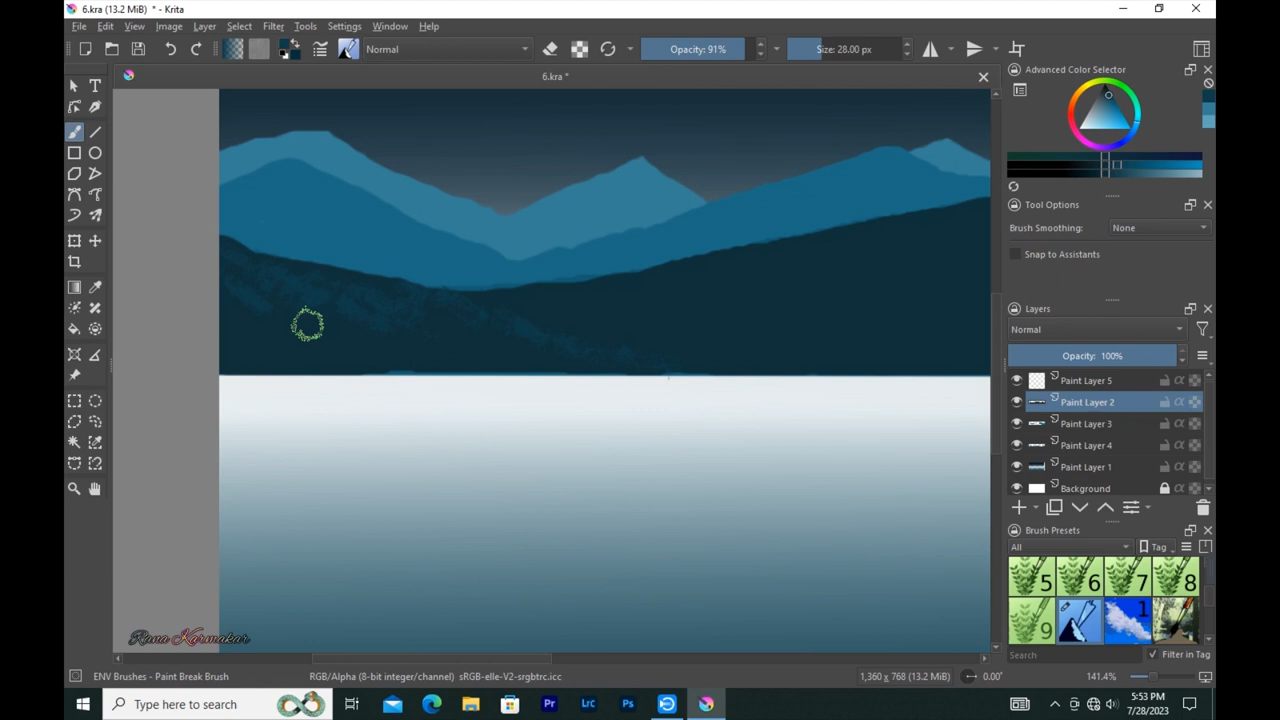 6.kra (13.2 MiB) * - Krita
File Edit View Image Layer Select Filter Tools Settings Window Help
Normal
Opacity: 91%
Size: 28.00 px
6.kra *
Advanced Color Selector
Tool Options
Brush Smoothing: None
Snap to Assistants
Layers
Normal
Opacity: 100%
Paint Layer 5
Paint Layer 2
Paint Layer 3
Paint Layer 4
Paint Layer 1
Background
Brush Presets
All
Tag
5 6 7 8
9 1
Search
Filter in Tag
Rana Karmakar
ENV Brushes - Paint Break Brush
RGB/Alpha (8-bit integer/channel) sRGB-elle-V2-srgbtrc.icc
1,360 x 768 (13.2 MiB)
0.00°
141.4%
Type here to search
Pr
Lrc
Ps
5:53 PM
7/28/2023